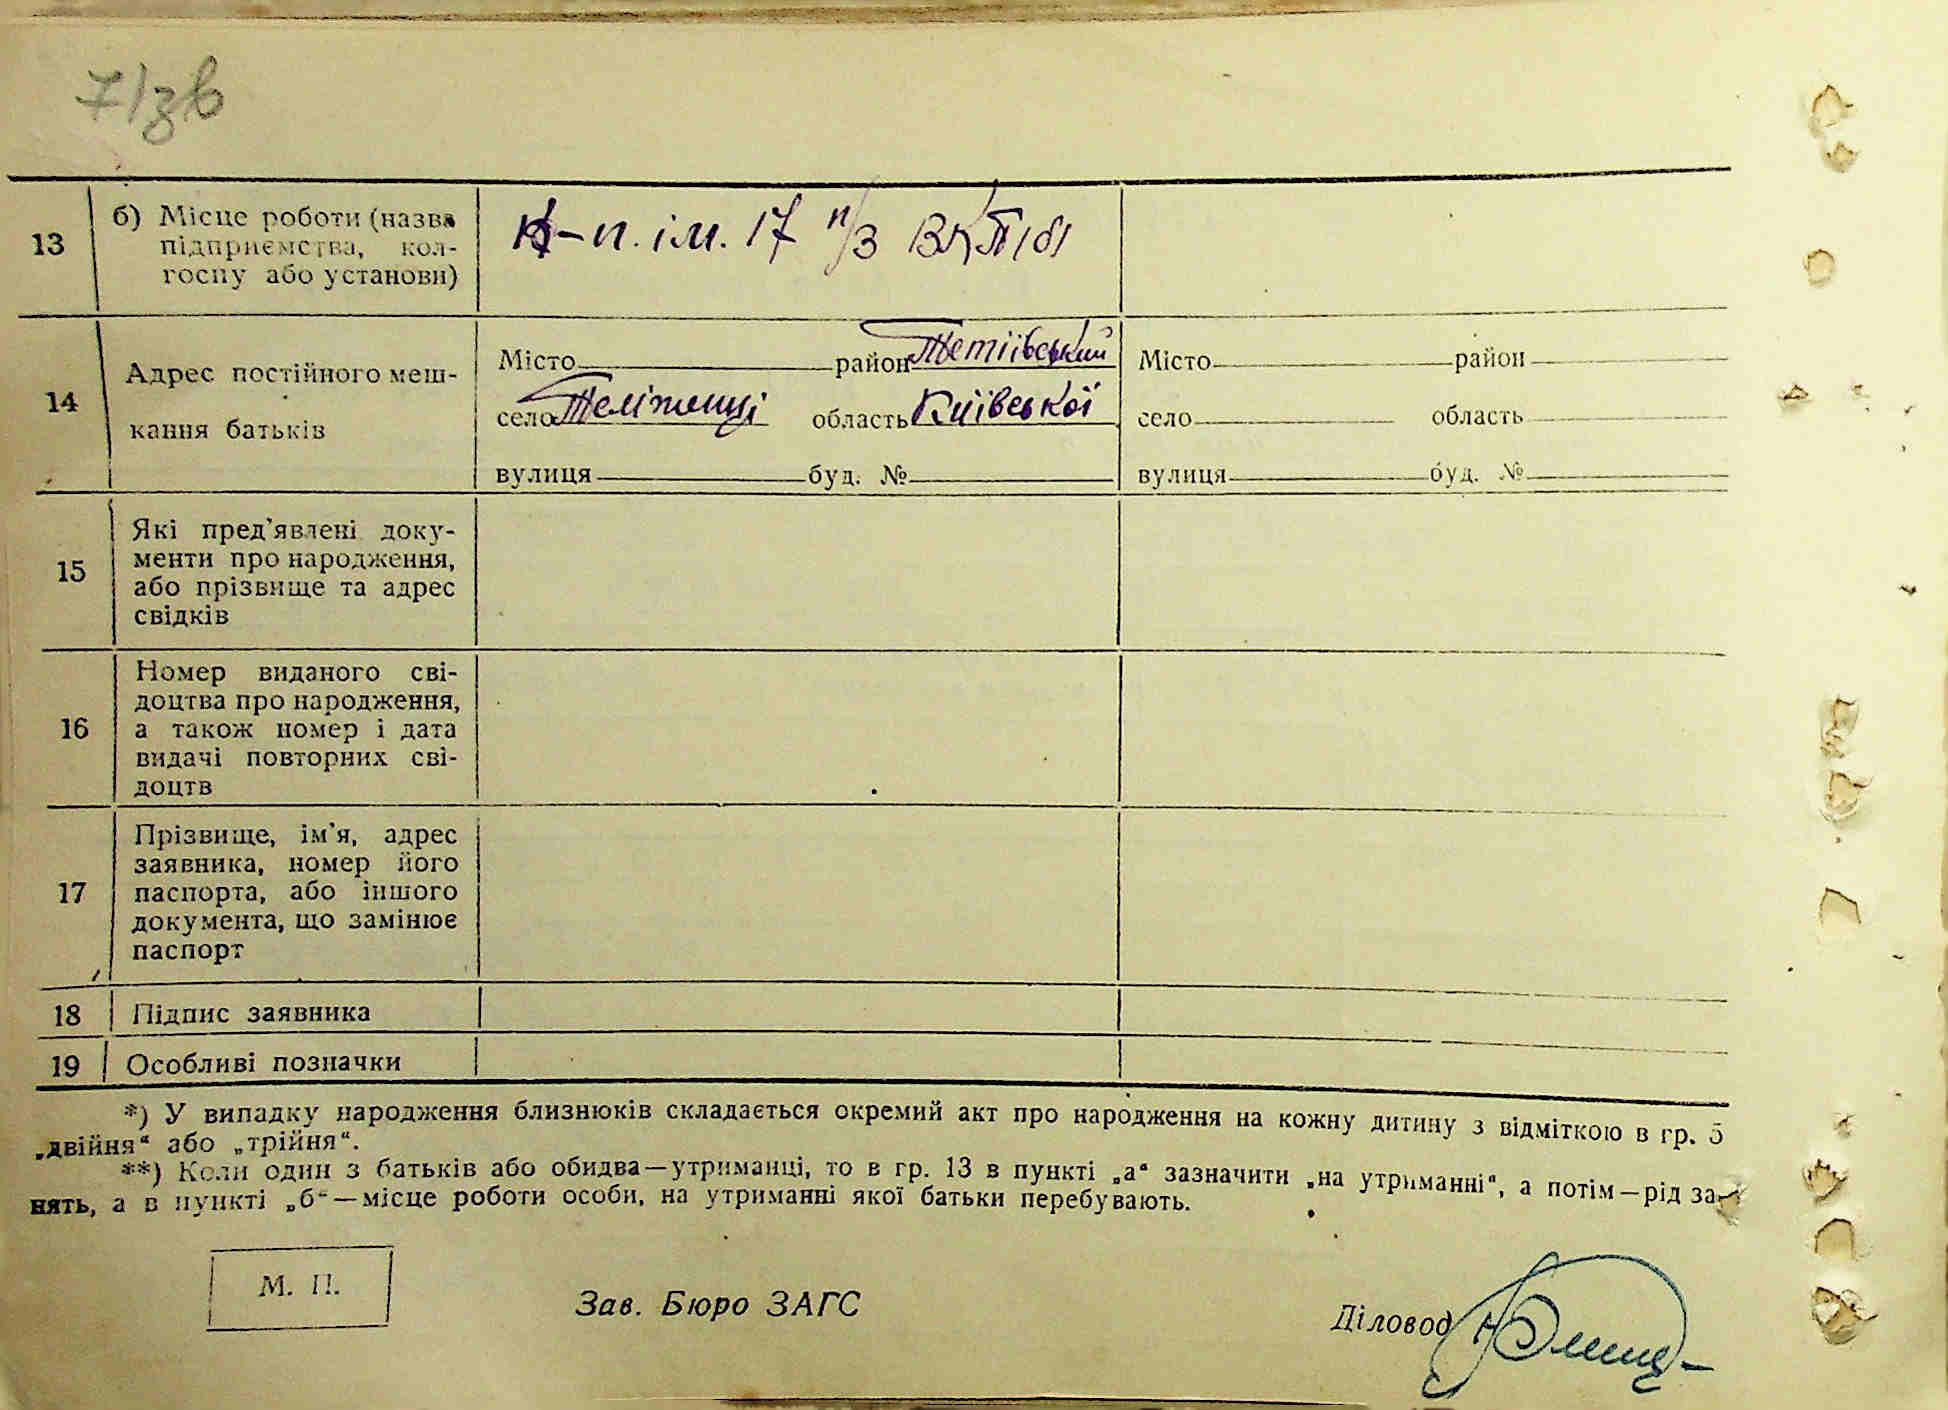 71зв
13 б) Місце роботи (назва підприємства, кол-госпу або установи) К-п. ім. 17 п/з ВКП(б)
14 Адрес постійного меш-кання батьків
Місто район Тетіївський Місто район
село Теліжинці область Київської село область
вулиця буд. № вулиця буд. №
15 Які пред'явлені доку-
менти про народження,
або прізвище та адрес
свідків
16 Номер виданого сві-
доцтва про народження,
а також номер і дата
видачі повторних сві-
доцтв
17 Прізвище, ім'я, адрес
заявника, номер його
паспорта, або іншого
документа, що замінює
паспорт
18 Підпис заявника
19 Особливі позначки
*) У випадку народження близнюків складається окремий акт про народження на кожну дитину з відміткою в гр. 5
„двійня“ або „трійня“.
**) Коли один з батьків або обидва—утриманці, то в гр. 13 в пункті „а“ зазначити „на утриманні“, а потім—рід за-
нять, а в пункті „б“—місце роботи особи, на утриманні якої батьки перебувають.
М. П.
Зав. Бюро ЗАГС
Діловод